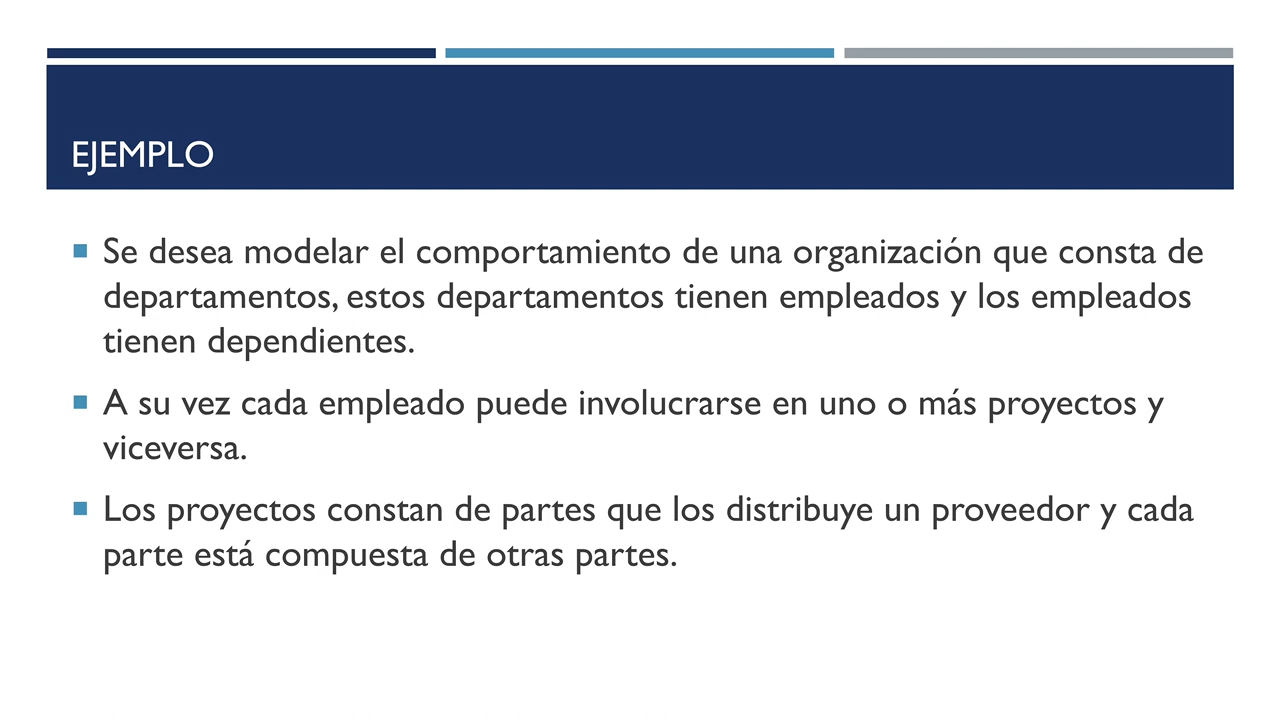 EJEMPLO
Se desea modelar el comportamiento de una organización que consta de
departamentos, estos departamentos tienen empleados y los empleados
tienen dependientes.
A su vez cada empleado puede involucrarse en uno o más proyectos y
viceversa.
Los proyectos constan de partes que los distribuye un proveedor y cada
parte está compuesta de otras partes.